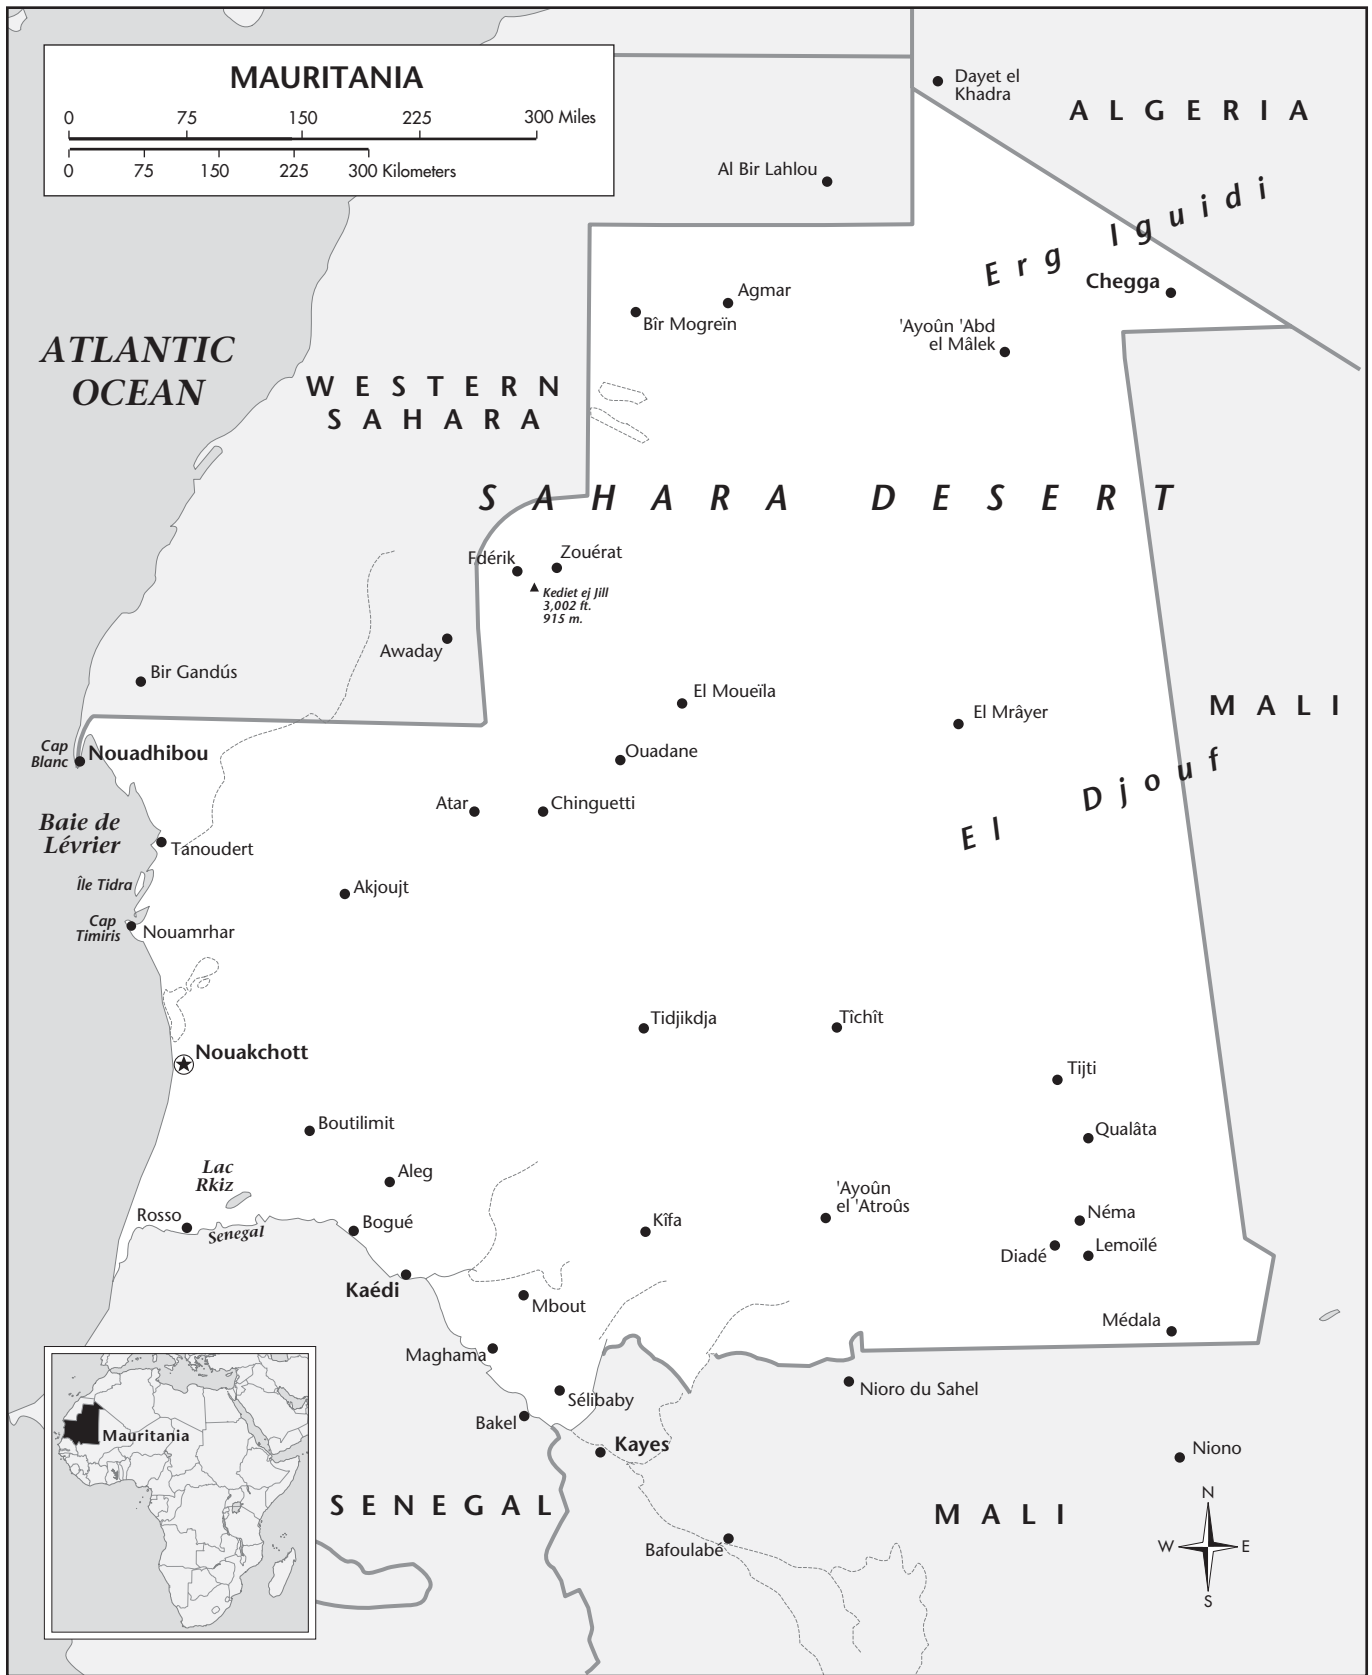 MAURITANIA
0 75 150 225 300 Miles
0 75 150 225 300 Kilometers
Dayet el
Khadra
ALGERIA
Al Bir Lahlou
Erg Iguidi
Chegga
Agmar
Bîr Mogreïn
'Ayoûn 'Abd
el Mâlek
ATLANTIC
OCEAN
WESTERN
SAHARA
SAHARA DESERT
Fdérik
Zouérat
Kediet ej Jill
3,002 ft.
915 m.
Awaday
Bir Gandús
El Moueïla
El Mrâyer
MALI
Cap
Blanc
Nouadhibou
Ouadane
El Djouf
Atar
Chinguetti
Baie de
Lévrier
Tanoudert
Île Tidra
Akjoujt
Cap
Timiris
Nouamrhar
Tidjikdja
Tîchît
Nouakchott
Tijti
Boutilimit
Qualâta
Lac
Rkiz
Aleg
'Ayoûn
el 'Atroûs
Rosso
Senegal
Bogué
Kîfa
Néma
Diadé
Lemoïlé
Kaédi
Mbout
Médala
Maghama
Sélibaby
Nioro du Sahel
Bakel
Kayes
Mauritania
Niono
SENEGAL
MALI
N
W E
S
Bafoulabé